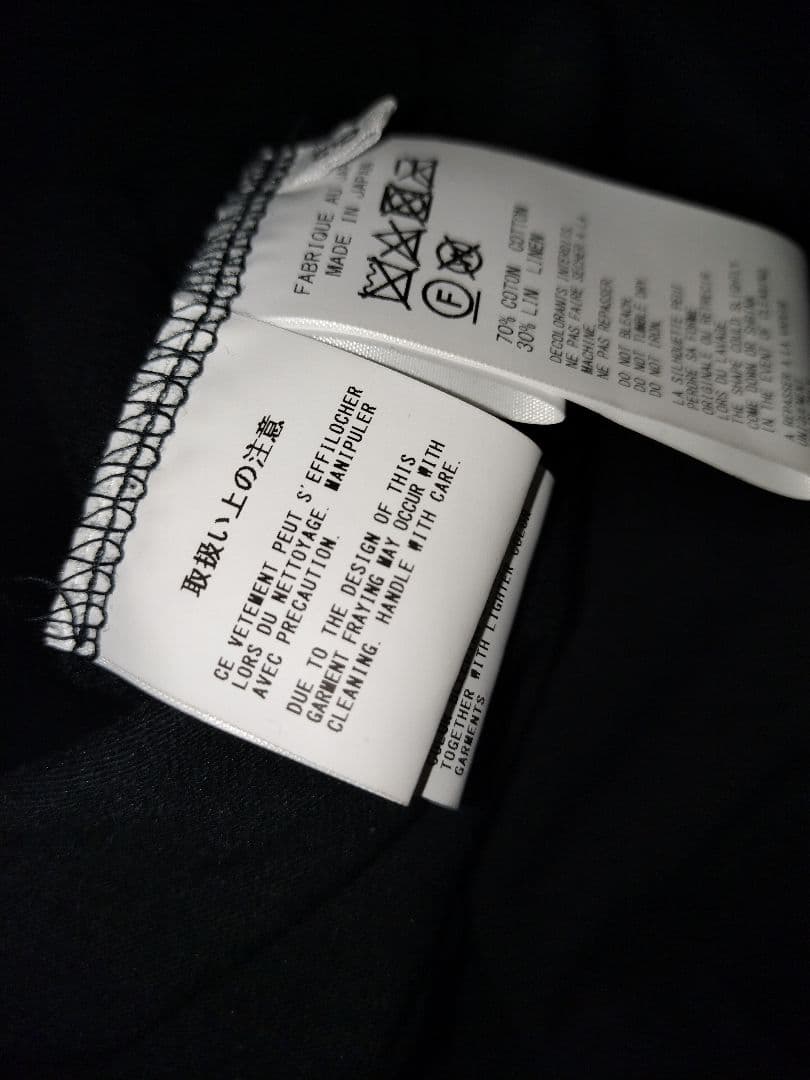 FABRIQUE AU
MADE IN JAPAN
F
70% COTON COTTON
30% LIN LINEN
DECOLORANTS INTERDITS.
NE PAS FAIRE SECHER A LA
MACHINE.
NE PAS REPASSER.
DO NOT BLEACH.
DO NOT TUMBLE DRY.
DO NOT IRON.
LA SILHOUETTE PEUT
PERDRE SA FORME
ORIGINALE OU RETRECIR
LORS DU LAVAGE.
THE SHAPE COULD SLIGHTLY
COME DOWN OR SHRINK
IN THE EVENT OF CLEANING.
A REPASSER A LA
取扱い上の注意
CE VETEMENT PEUT S'EFFILOCHER
LORS DU NETTOYAGE. MANIPULER
AVEC PRECAUTION.
DUE TO THE DESIGN OF THIS
GARMENT FRAYING MAY OCCUR WITH
CLEANING. HANDLE WITH CARE.
TOGETHER WITH LIGHTER COLOR
GARMENTS